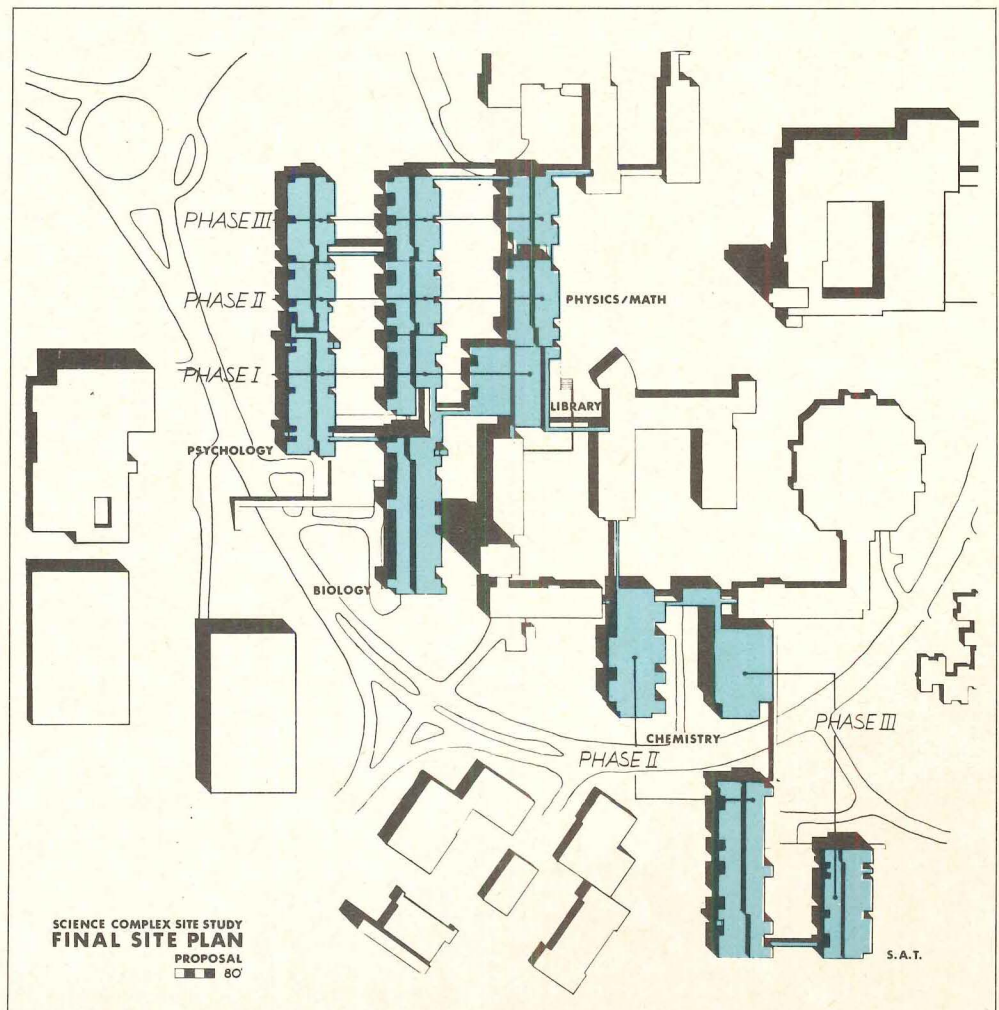 PHASE III
PHASE II
PHYSICS/MATH
PHASE I
LIBRARY
PSYCHOLOGY
BIOLOGY
PHASE III
CHEMISTRY
PHASE II
SCIENCE COMPLEX SITE STUDY
FINAL SITE PLAN
PROPOSAL
80'
S.A.T.